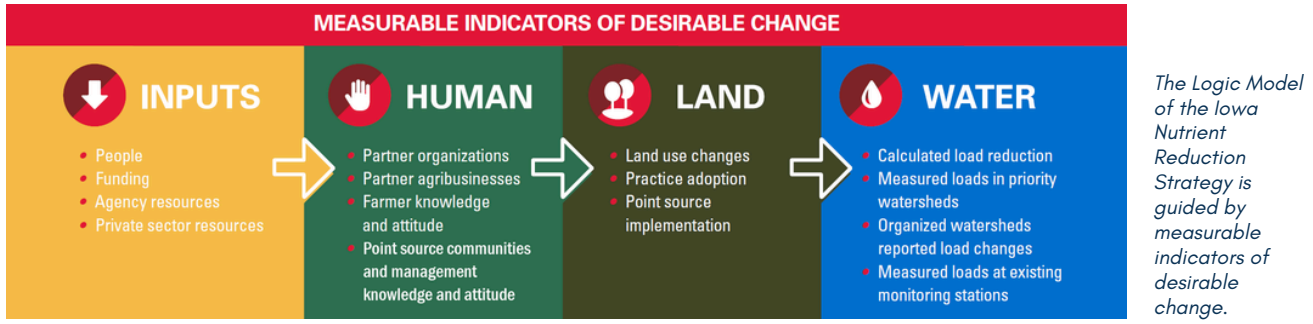 MEASURABLE INDICATORS OF DESIRABLE CHANGE
INPUTS
• People
• Funding
• Agency resources
• Private sector resources
HUMAN
• Partner organizations
• Partner agribusinesses
• Farmer knowledge
and attitude
• Point source communities
and management
knowledge and attitude
LAND
• Land use changes
• Practice adoption
• Point source
implementation
WATER
• Calculated load reduction
• Measured loads in priority
watersheds
• Organized watersheds
reported load changes
• Measured loads at existing
monitoring stations
The Logic Model
of the Iowa
Nutrient
Reduction
Strategy is
guided by
measurable
indicators of
desirable
change.